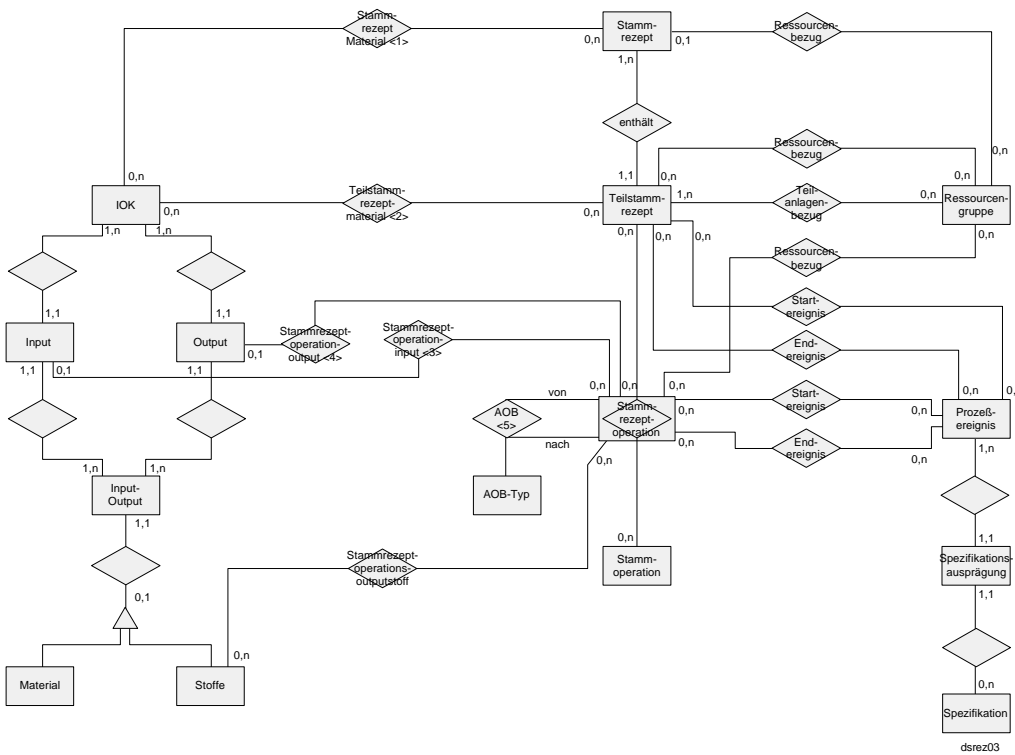 Stamm-
rezept
Material <1>
0,n
Stamm-
rezept
0,1
1,n
Ressourcen-
bezug
enthält
0,n
1,1
0,n
Ressourcen-
bezug
0,n
0,n
IOK
0,n
Teilstamm-
rezept-
material <2>
0,n
Teilstamm-
rezept
1,n
Teil-
anlagen-
bezug
0,n
Ressourcen-
gruppe
1,n
1,n
0,n
0,n
0,n
0,n
Ressourcen-
bezug
1,1
1,1
Input
Output
0,1
Stammrezept-
operation-
output <4>
Stammrezept-
operation-
input <3>
Start-
ereignis
End-
ereignis
1,1
0,1
1,1
0,n
0,n
0,n
0,n
0,
von
AOB
<5>
nach
Stamm-
rezept-
operation
0,n
Start-
ereignis
0,n
Prozeß-
ereignis
0,n
End-
ereignis
0,n
1,n
1,n
1,n
0,n
Input-
Output
AOB-Typ
1,1
0,n
1,1
Stammrezept-
operations-
outputstoff
Stamm-
operation
Spezifikations-
ausprägung
1,1
0,1
Material
Stoffe
0,n
0,n
Spezifikation
dsrez03